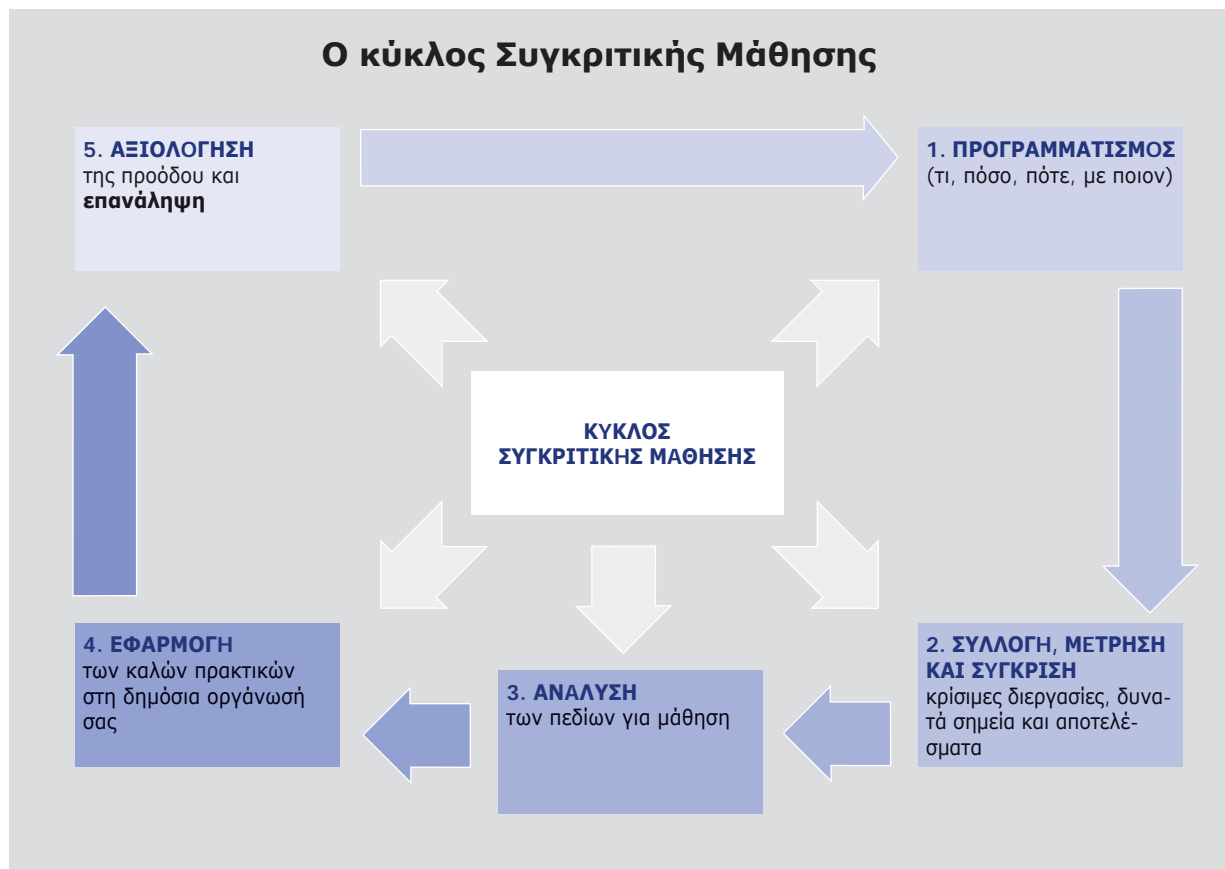 Ο κύκλος Συγκριτικής Μάθησης
5. ΑΞΙΟΛΟΓΗΣΗ
της προόδου και
επανάληψη
1. ΠΡΟΓΡΑΜΜΑΤΙΣΜΟΣ
(τι, πόσο, πότε, με ποιον)
ΚΥΚΛΟΣ
ΣΥΓΚΡΙΤΙΚΗΣ ΜΑΘΗΣΗΣ
4. ΕΦΑΡΜΟΓΗ
των καλών πρακτικών
στη δημόσια οργάνωσή
σας
3. ΑΝΑΛΥΣΗ
των πεδίων για μάθηση
2. ΣΥΛΛΟΓΗ, ΜΕΤΡΗΣΗ
ΚΑΙ ΣΥΓΚΡΙΣΗ
κρίσιμες διεργασίες, δυνα-
τά σημεία και αποτελέ-
σματα